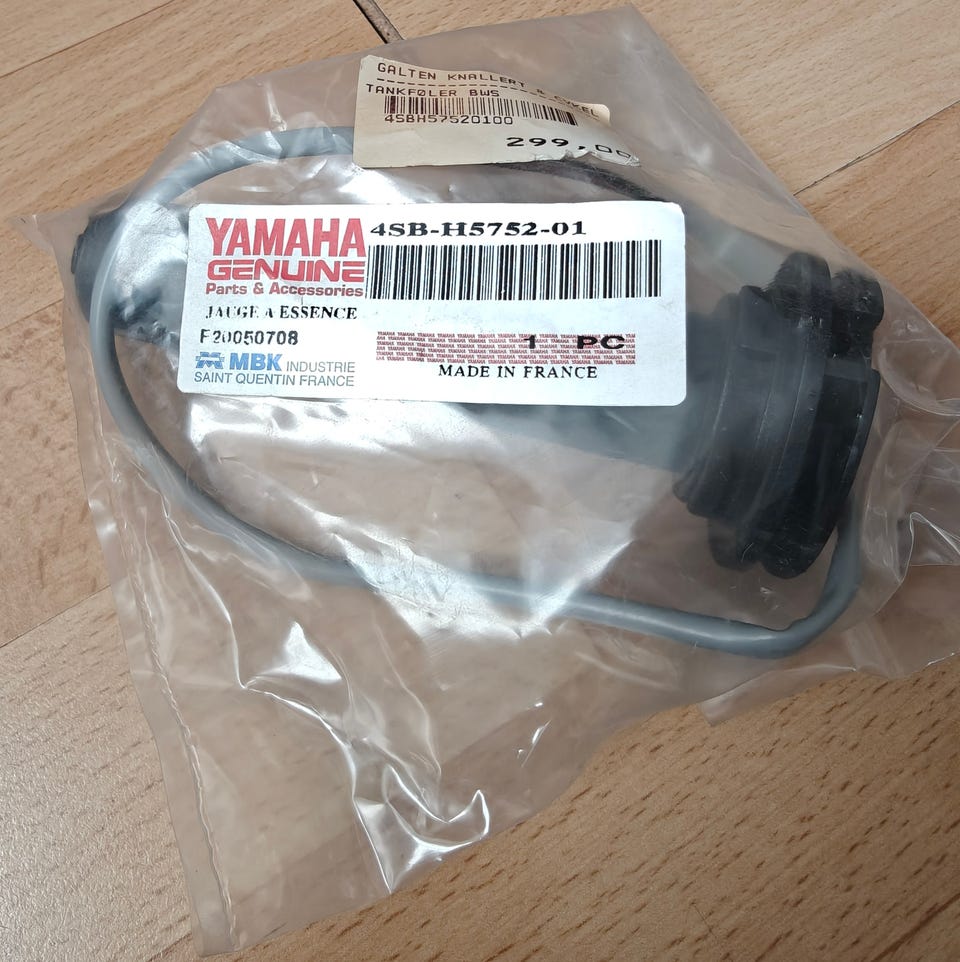 GALTEN KNALLERT & CYKEL
TANKFØLER BWS
4SBH57520100
299,00
YAMAHA
GENUINE
Parts & Accessories
4SB-H5752-01
JAUGE A ESSENCE
F20050708
1 PC
MBK INDUSTRIE
SAINT QUENTIN FRANCE
MADE IN FRANCE